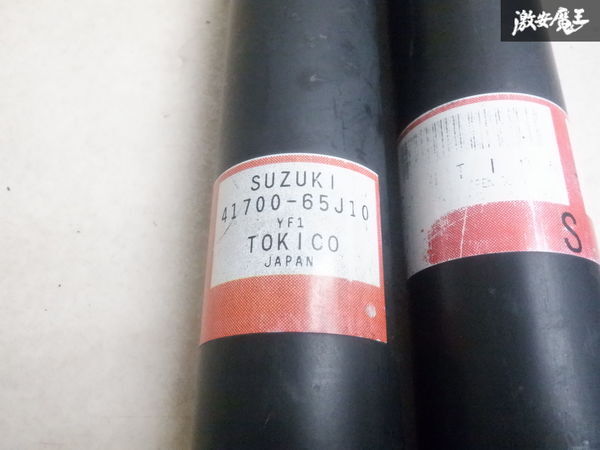 激安魔王
SUZUKI
41700-65J10
YF1
TOKICO
JAPAN
S